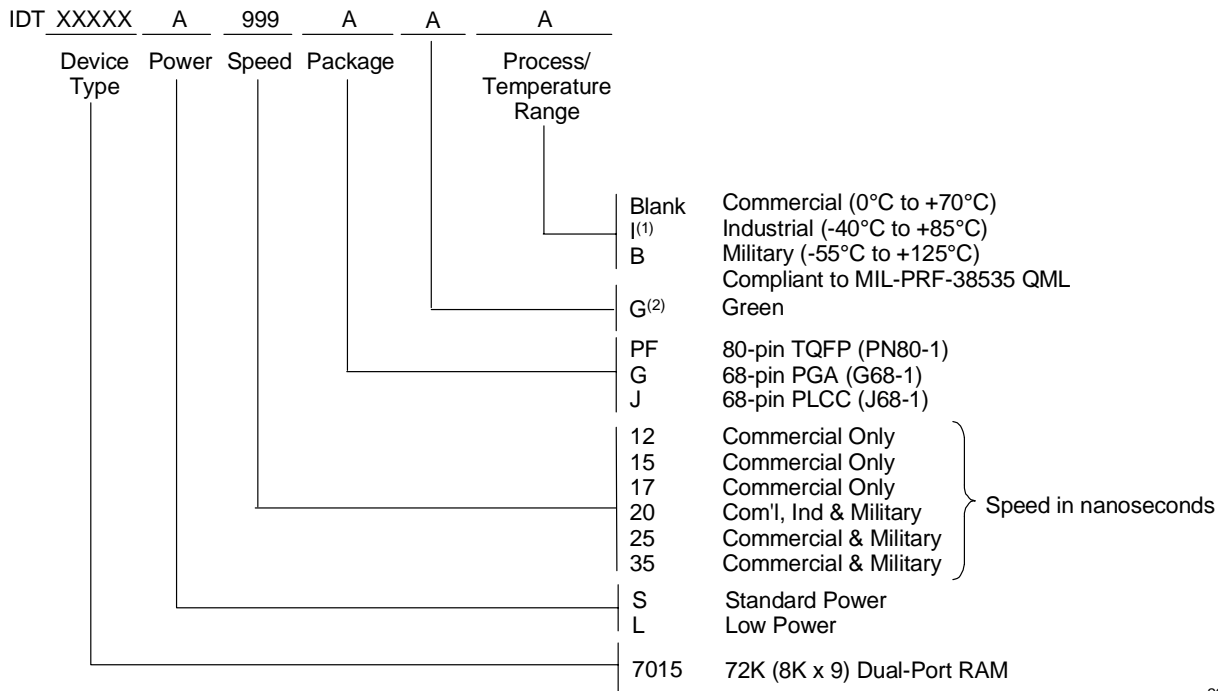 IDT XXXXX A 999 A A A
Device Type Power Speed Package Process/ Temperature Range
Blank Commercial (0°C to +70°C)
I(1) Industrial (-40°C to +85°C)
B Military (-55°C to +125°C)
Compliant to MIL-PRF-38535 QML
G(2) Green
PF 80-pin TQFP (PN80-1)
G 68-pin PGA (G68-1)
J 68-pin PLCC (J68-1)
12 Commercial Only
15 Commercial Only
17 Commercial Only
20 Com'l, Ind & Military
25 Commercial & Military
35 Commercial & Military
Speed in nanoseconds
S Standard Power
L Low Power
7015 72K (8K x 9) Dual-Port RAM